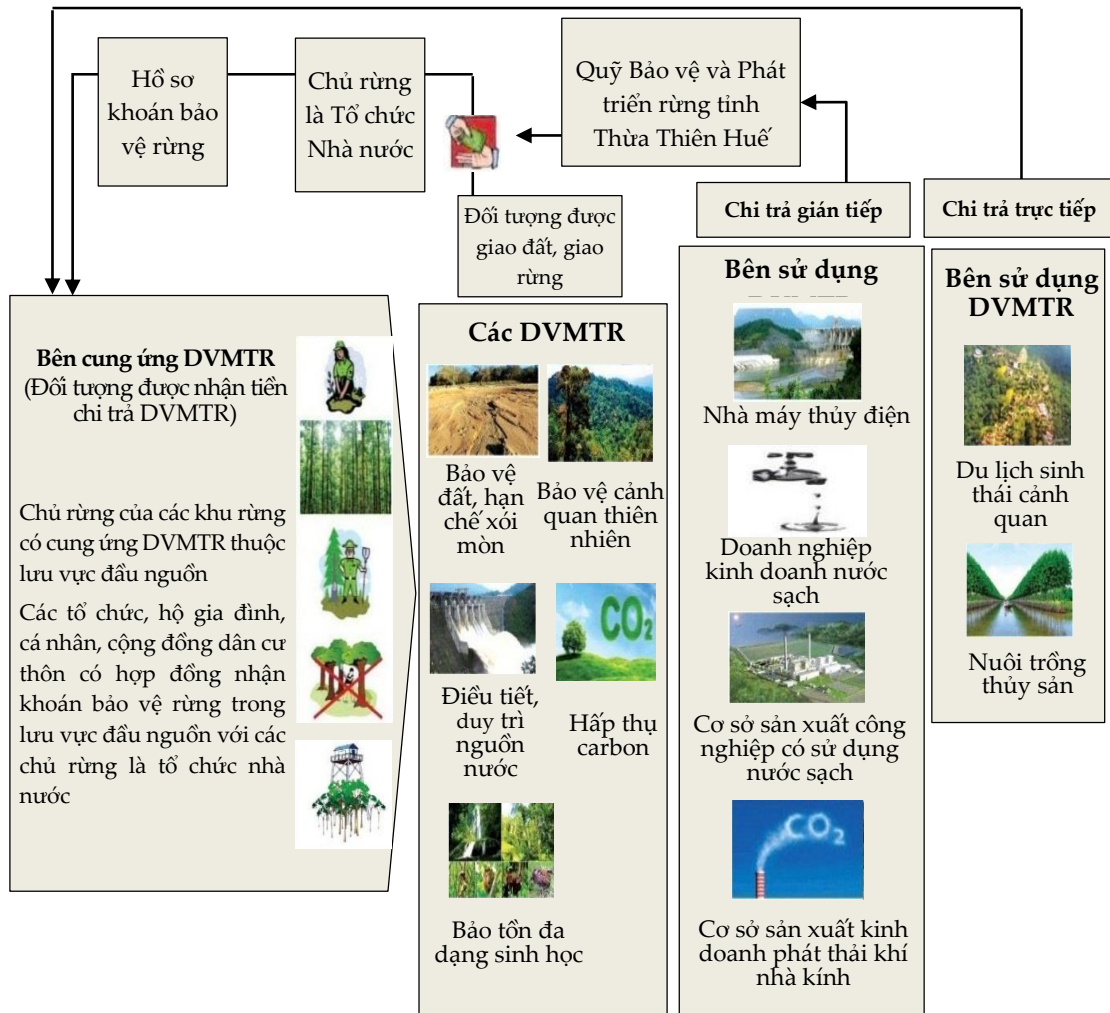 Hồ sơ
khoán bảo
vệ rừng
Chủ rừng
là Tổ chức
Nhà nước
Quỹ Bảo vệ và Phát
triển rừng tỉnh
Thừa Thiên Huế
Đối tượng được
giao đất, giao
rừng
Chi trả gián tiếp
Chi trả trực tiếp
Bên cung ứng DVMTR
(Đối tượng được nhận tiền
chi trả DVMTR)
Chủ rừng của các khu rừng
có cung ứng DVMTR thuộc
lưu vực đầu nguồn
Các tổ chức, hộ gia đình,
cá nhân, cộng đồng dân cư
thôn có hợp đồng nhận
khoán bảo vệ rừng trong
lưu vực đầu nguồn với các
chủ rừng là tổ chức nhà
nước
Các DVMTR
Bảo vệ
đất, hạn
chế xói
mòn
Bảo vệ cảnh
quan thiên
nhiên
CO2
Điều tiết,
duy trì
nguồn
nước
Hấp thụ
carbon
Bảo tồn đa
dạng sinh học
Bên sử dụng
Nhà máy thủy điện
Doanh nghiệp
kinh doanh nước
sạch
Cơ sở sản xuất công
nghiệp có sử dụng
nước sạch
CO2
Cơ sở sản xuất kinh
doanh phát thải khí
nhà kính
Bên sử dụng
DVMTR
Du lịch sinh
thái cảnh
quan
Nuôi trồng
thủy sản